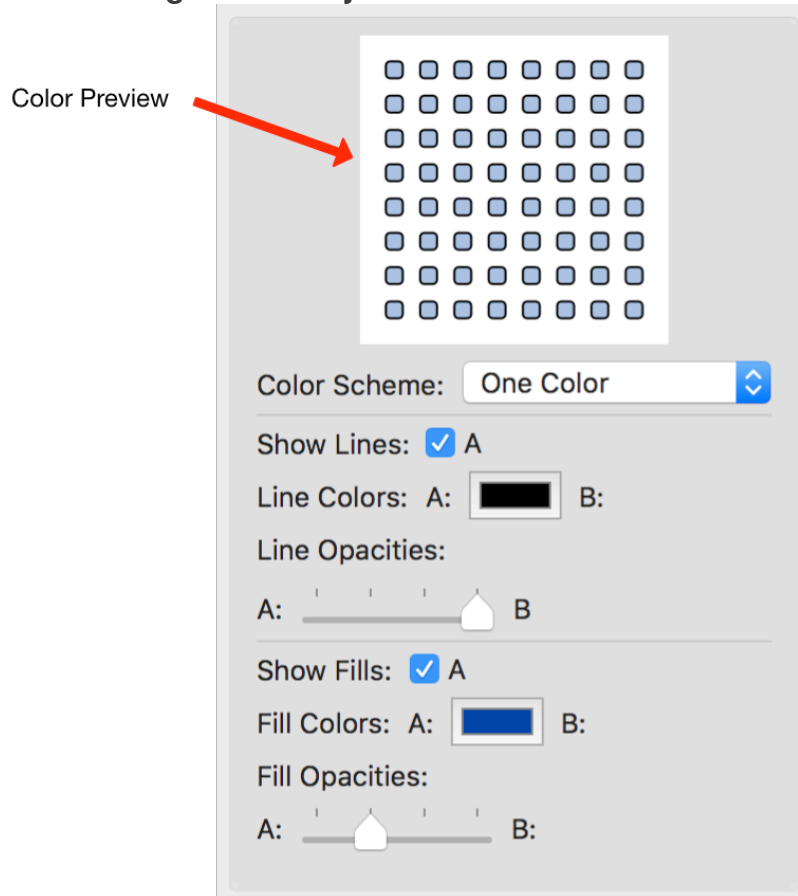 Color Preview
Color Scheme: One Color
Show Lines: A
Line Colors: A: B:
Line Opacities:
A: B
Show Fills: A
Fill Colors: A: B:
Fill Opacities:
A: B: